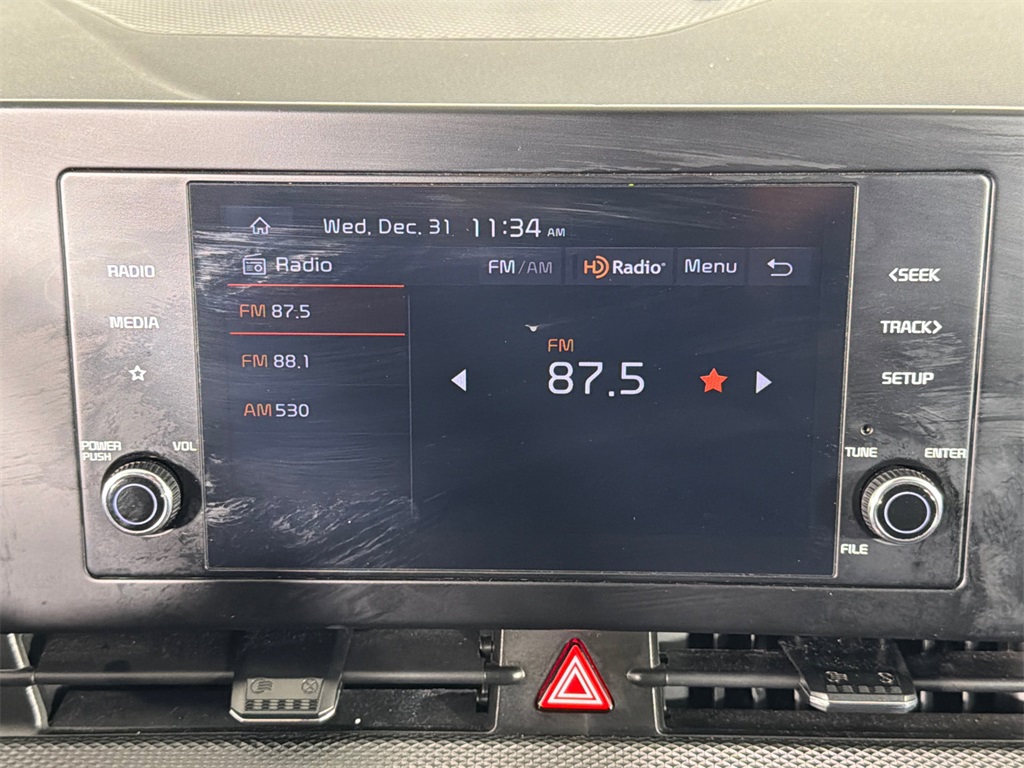 Wed, Dec. 31 11:34 AM
Radio
FM/AM
HD Radio®
Menu
FM 87.5
FM 88.1
AM 530
FM
87.5
RADIO
MEDIA
POWER
PUSH
VOL
<SEEK
TRACK>
SETUP
TUNE
ENTER
FILE